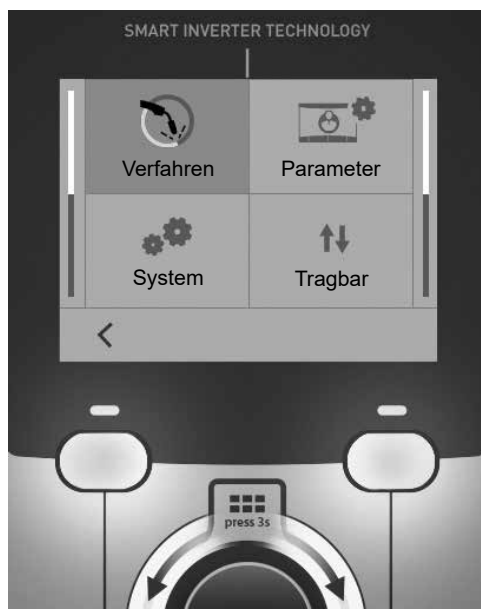 SMART INVERTER TECHNOLOGY
Verfahren
Parameter
System
Tragbar
press 3s